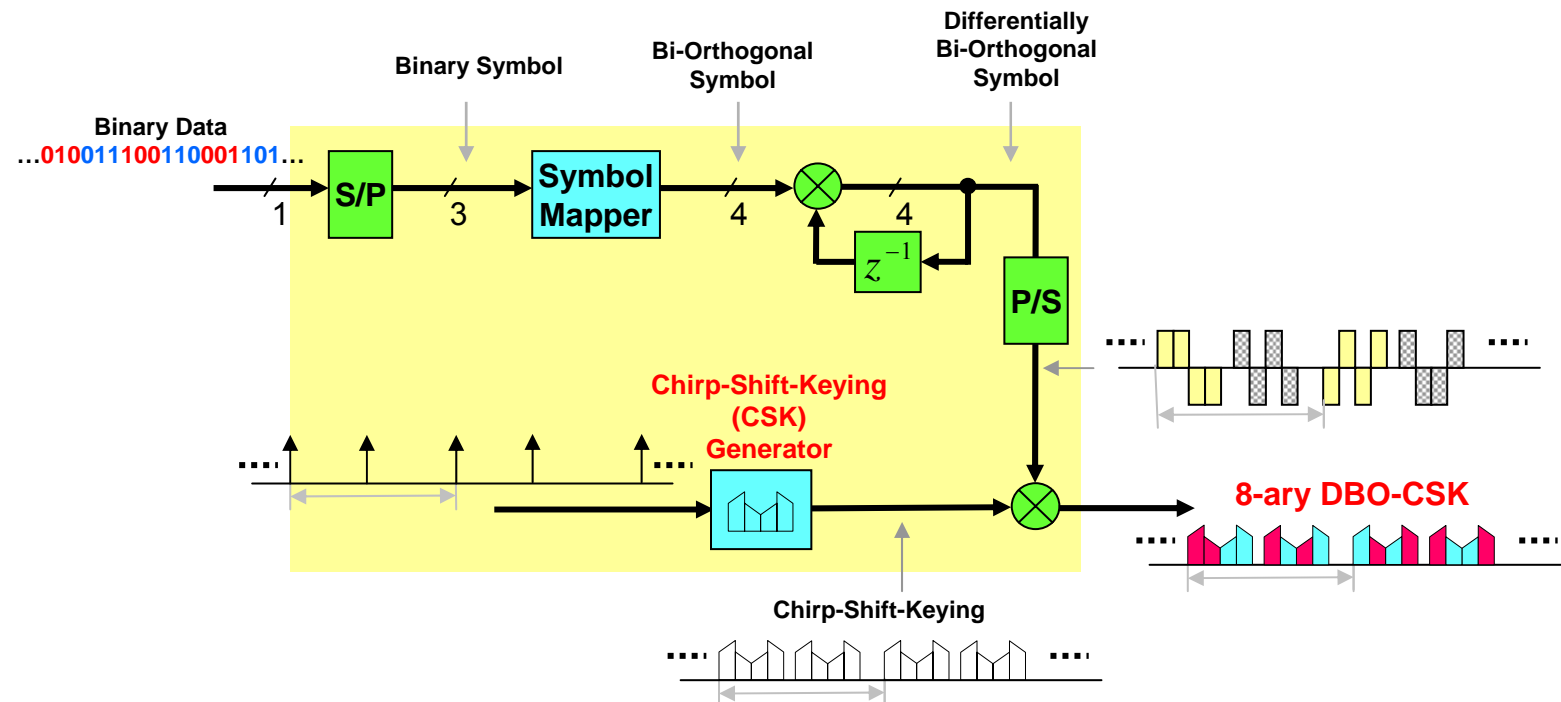 Differentially
Bi-Orthogonal
Symbol
Bi-Orthogonal
Symbol
Binary Symbol
Binary Data
…010011100110001101…
S/P
Symbol
Mapper
1
3
4
4
z⁻¹
P/S
Chirp-Shift-Keying
(CSK)
Generator
8-ary DBO-CSK
Chirp-Shift-Keying